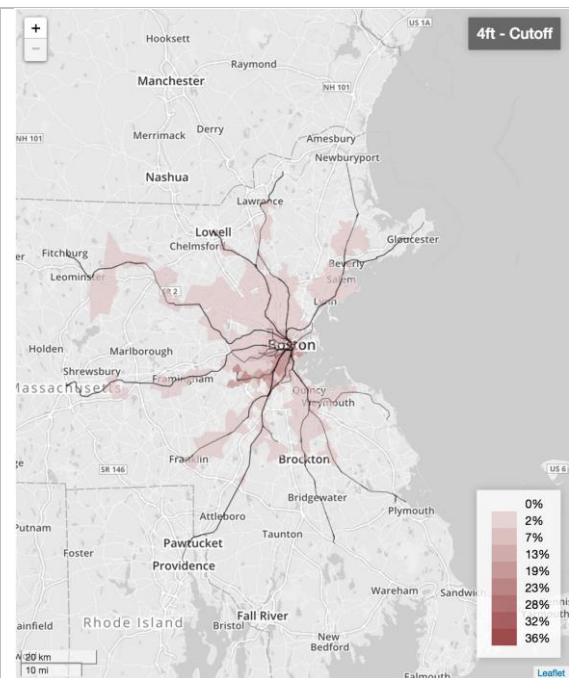 +
−
US 1A
4ft - Cutoff
Hooksett
Raymond
Manchester
NH 101
NH 101
Merrimack
Derry
Amesbury
Newburyport
Nashua
Lawrence
Lowell
Chelmsford
Gloucester
Fitchburg
Beverly
Leominster
Salem
SR 2
Lynn
Boston
Holden
Marlborough
Shrewsbury
Massachusetts
Framingham
Quincy
Weymouth
Franklin
Brockton
SR 146
US 6
Bridgewater
Plymouth
Attleboro
Taunton
Putnam
Pawtucket
Foster
Providence
Wareham
Sandwich
Fall River
Rhode Island
Bristol
ainfield
New
Bedford
20 km
10 mi
Falmouth
0%
2%
7%
13%
19%
23%
28%
32%
36%
Leaflet